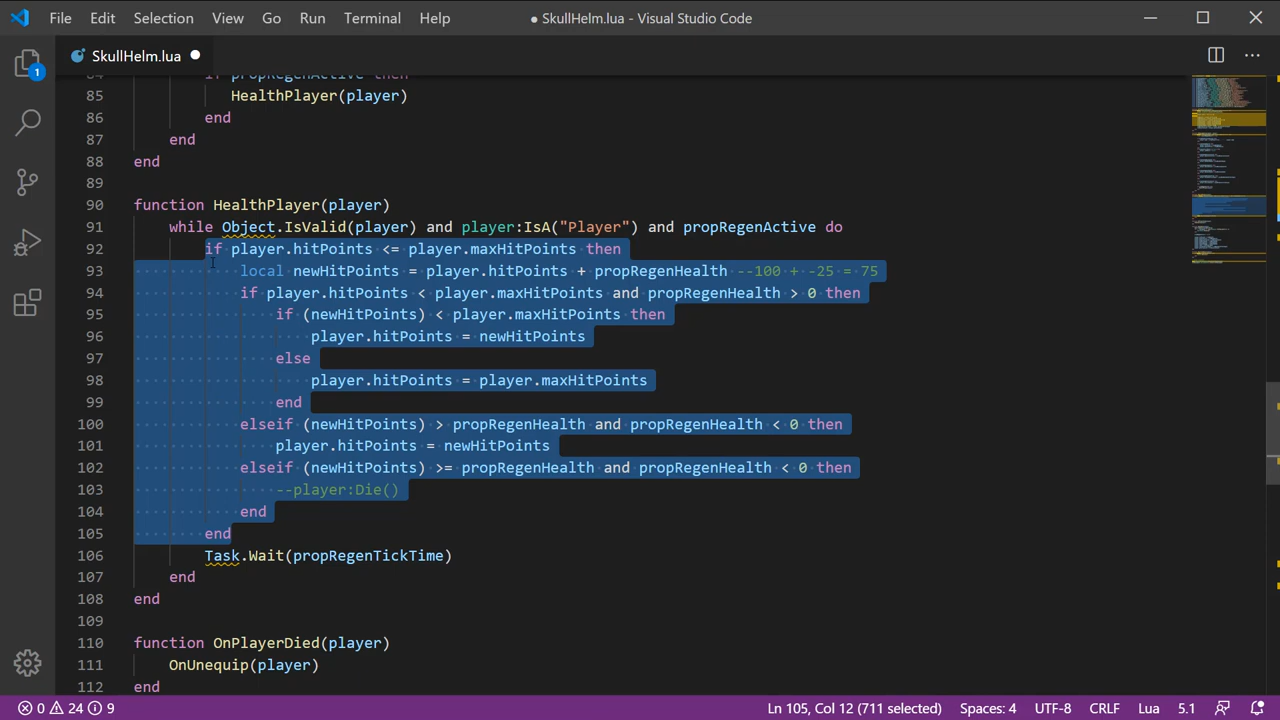 File Edit Selection View Go Run Terminal Help ● SkullHelm.lua - Visual Studio Code
1
SkullHelm.lua
84 if propRegenActive then
85 HealthPlayer(player)
86 end
87 end
88 end
89
90 function HealthPlayer(player)
91 while Object.IsValid(player) and player:IsA("Player") and propRegenActive do
92 if player.hitPoints <= player.maxHitPoints then
93 local newHitPoints = player.hitPoints + propRegenHealth --100 + -25 = 75
94 if player.hitPoints < player.maxHitPoints and propRegenHealth > 0 then
95 if (newHitPoints) < player.maxHitPoints then
96 player.hitPoints = newHitPoints
97 else
98 player.hitPoints = player.maxHitPoints
99 end
100 elseif (newHitPoints) > propRegenHealth and propRegenHealth < 0 then
101 player.hitPoints = newHitPoints
102 elseif (newHitPoints) >= propRegenHealth and propRegenHealth < 0 then
103 --player:Die()
104 end
105 end
106 Task.Wait(propRegenTickTime)
107 end
108 end
109
110 function OnPlayerDied(player)
111 OnUnequip(player)
112 end
0 24 9 Ln 105, Col 12 (711 selected) Spaces: 4 UTF-8 CRLF Lua 5.1